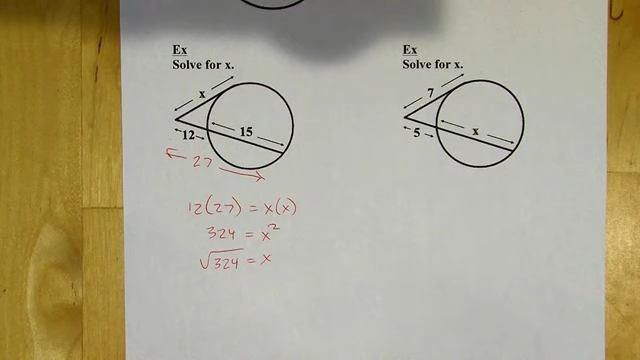 Ex
Solve for x.
x
12
15
27
12(27) = x(x)
324 = x²
√324 = x
Ex
Solve for x.
7
5
x